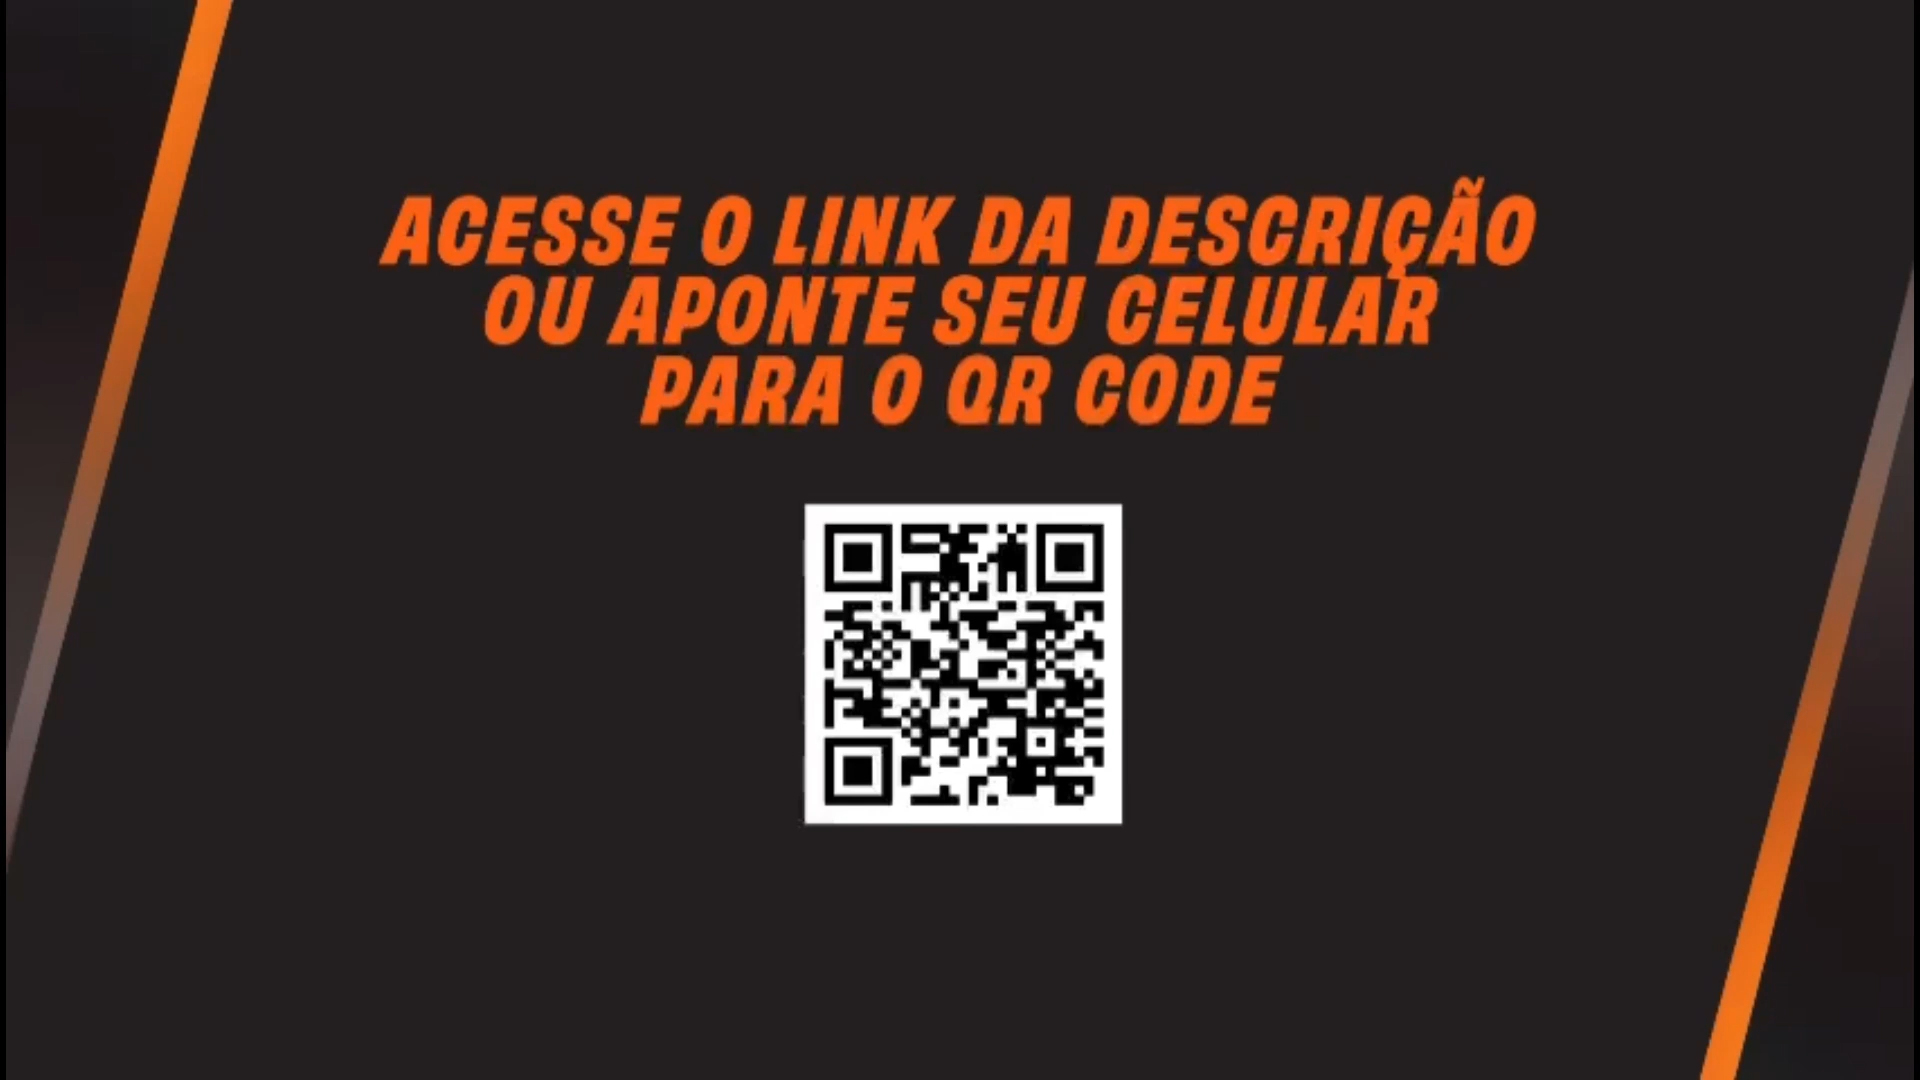 ACESSE O LINK DA DESCRIÇÃO
OU APONTE SEU CELULAR
PARA O QR CODE